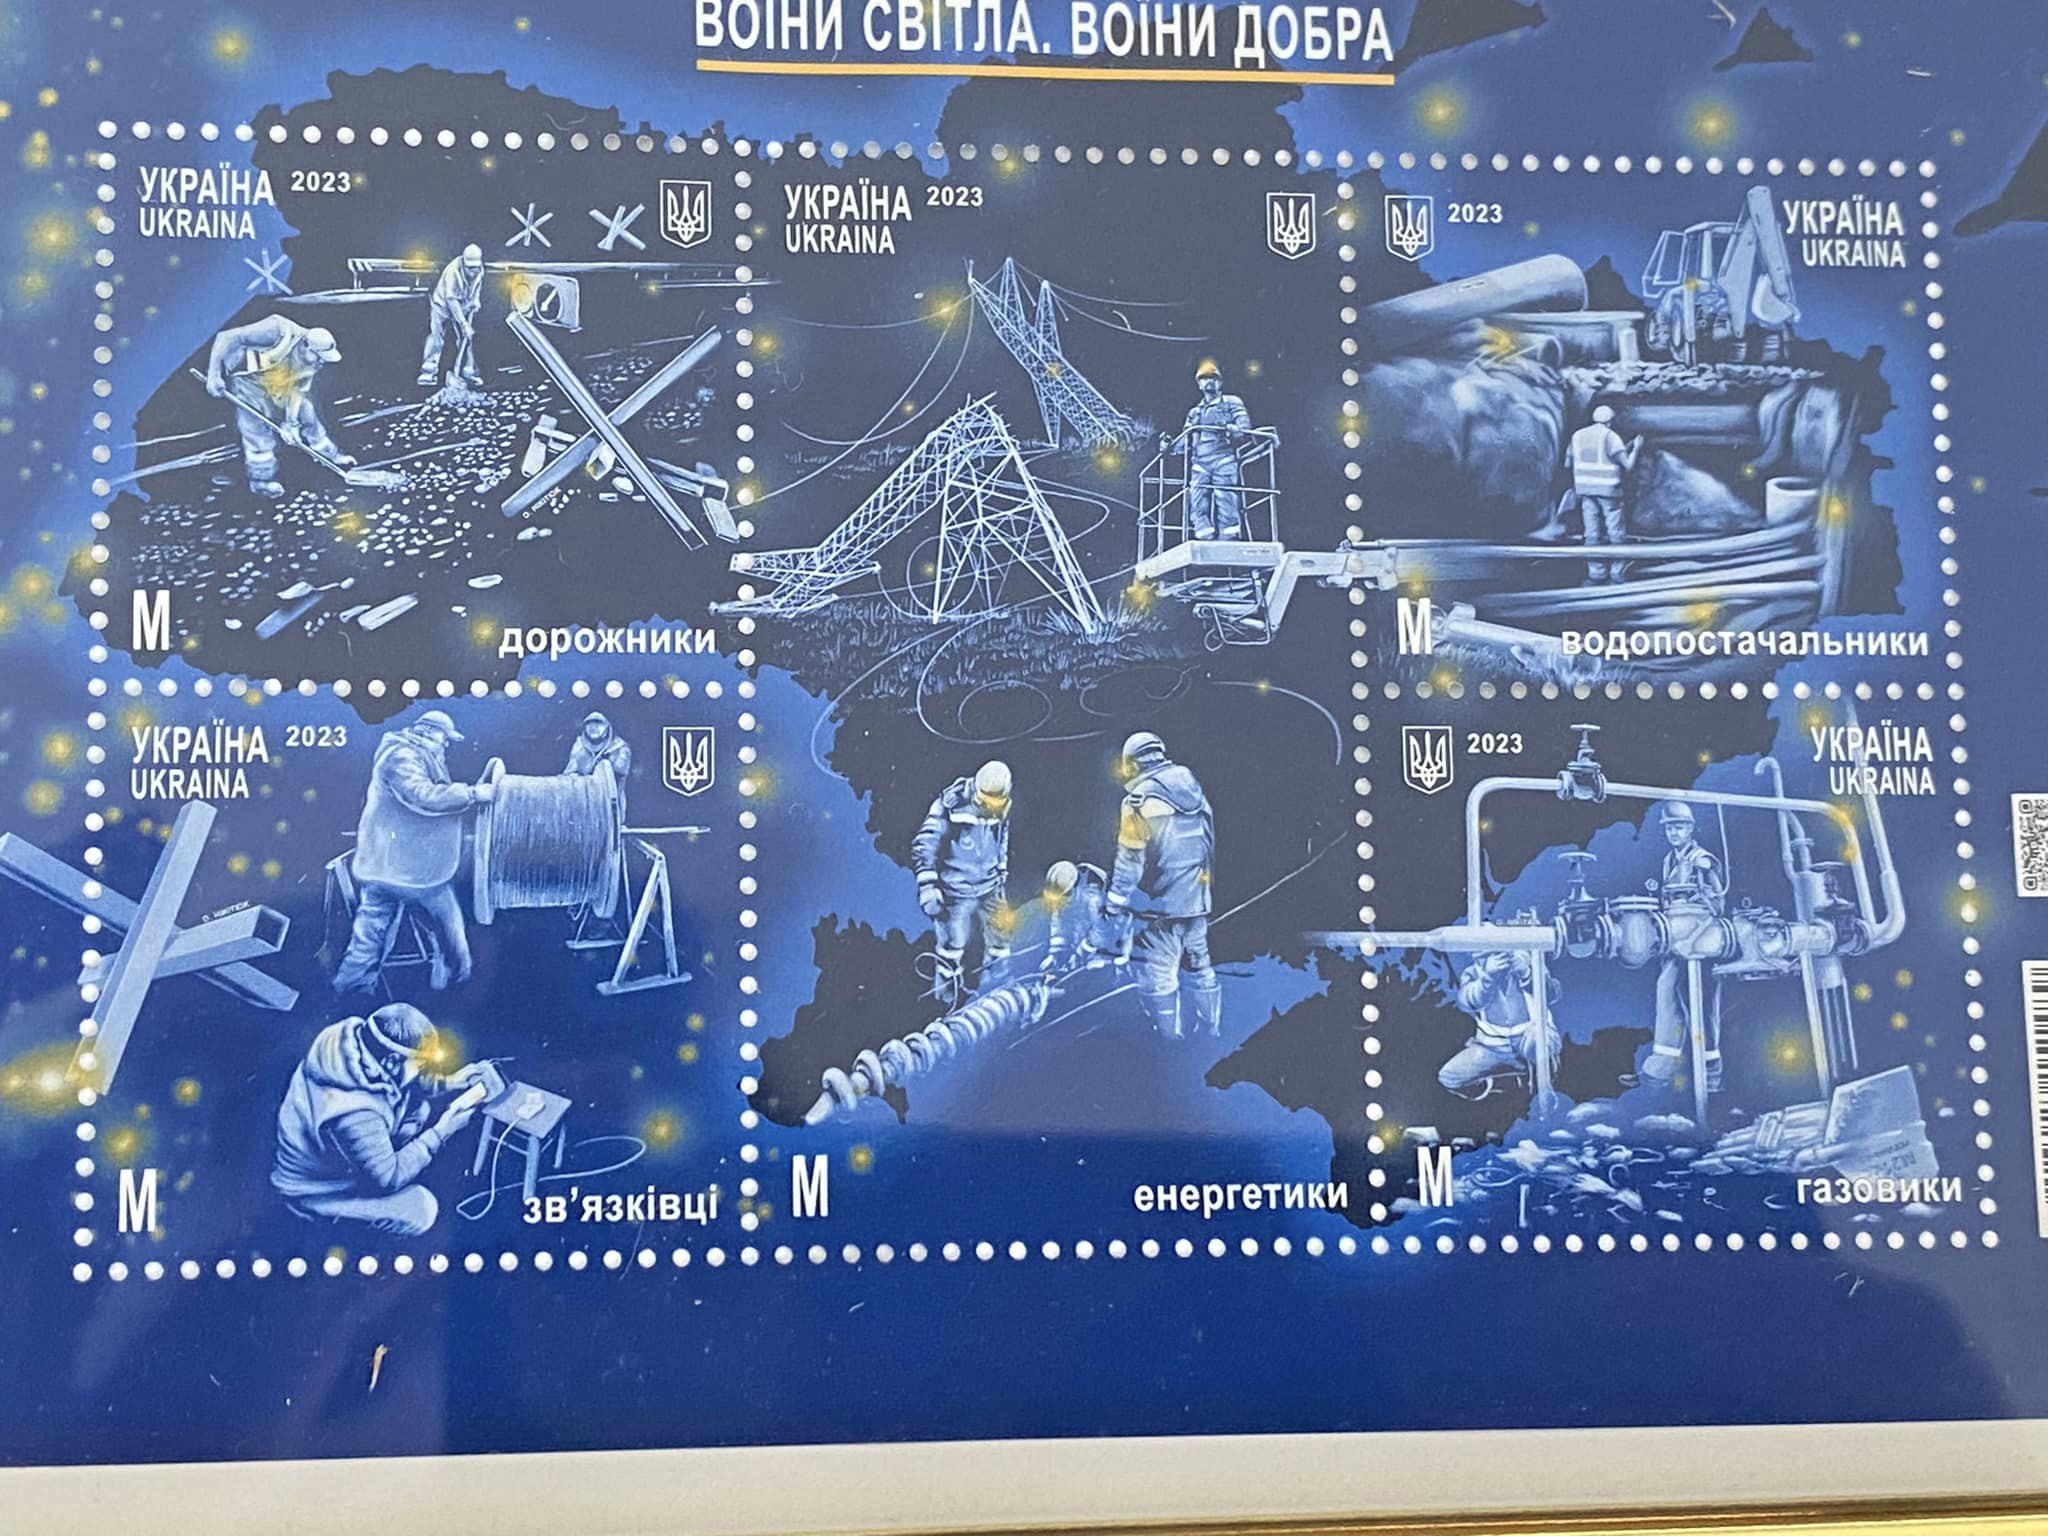 ВОЇНИ СВІТЛА. ВОЇНИ ДОБРА
УКРАЇНА 2023
UKRAINA
М
дорожники
УКРАЇНА 2023
UKRAINA
2023 УКРАЇНА
UKRAINA
М
водопостачальники
УКРАЇНА 2023
UKRAINA
М
зв’язківці
М
енергетики
2023 УКРАЇНА
UKRAINA
М
газовики